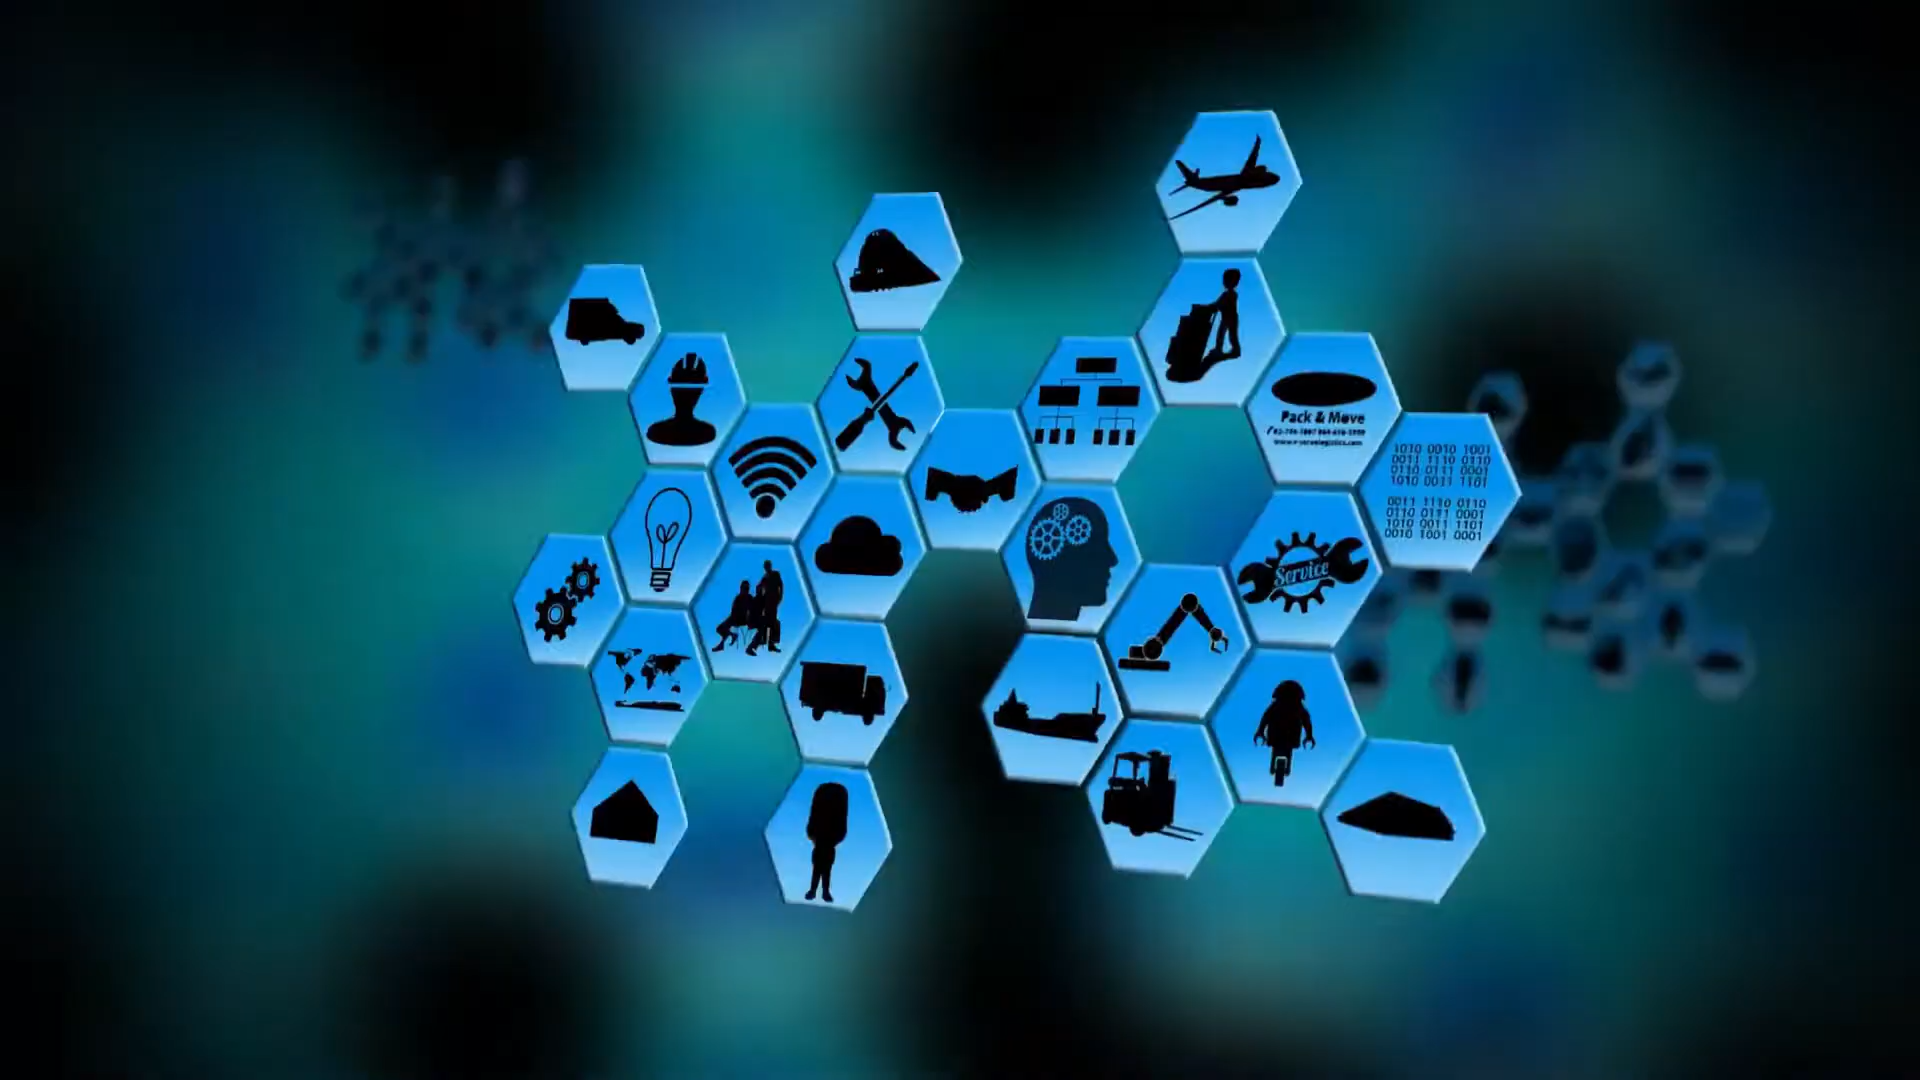 Pack & Move
1010 0010 1001
0011 1110 0110
0110 0111 0001
1010 0011 1101
0011 1110 0110
0110 0111 0001
1010 0011 1101
0010 1001 0001
Service